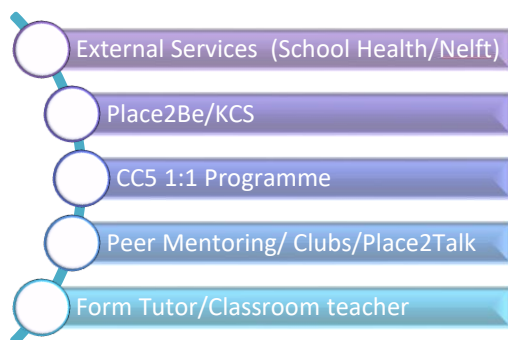 External Services  (School Health/Nelft)
Place2Be/KCS
CC5 1:1 Programme
Peer Mentoring/ Clubs/Place2Talk
Form Tutor/Classroom teacher